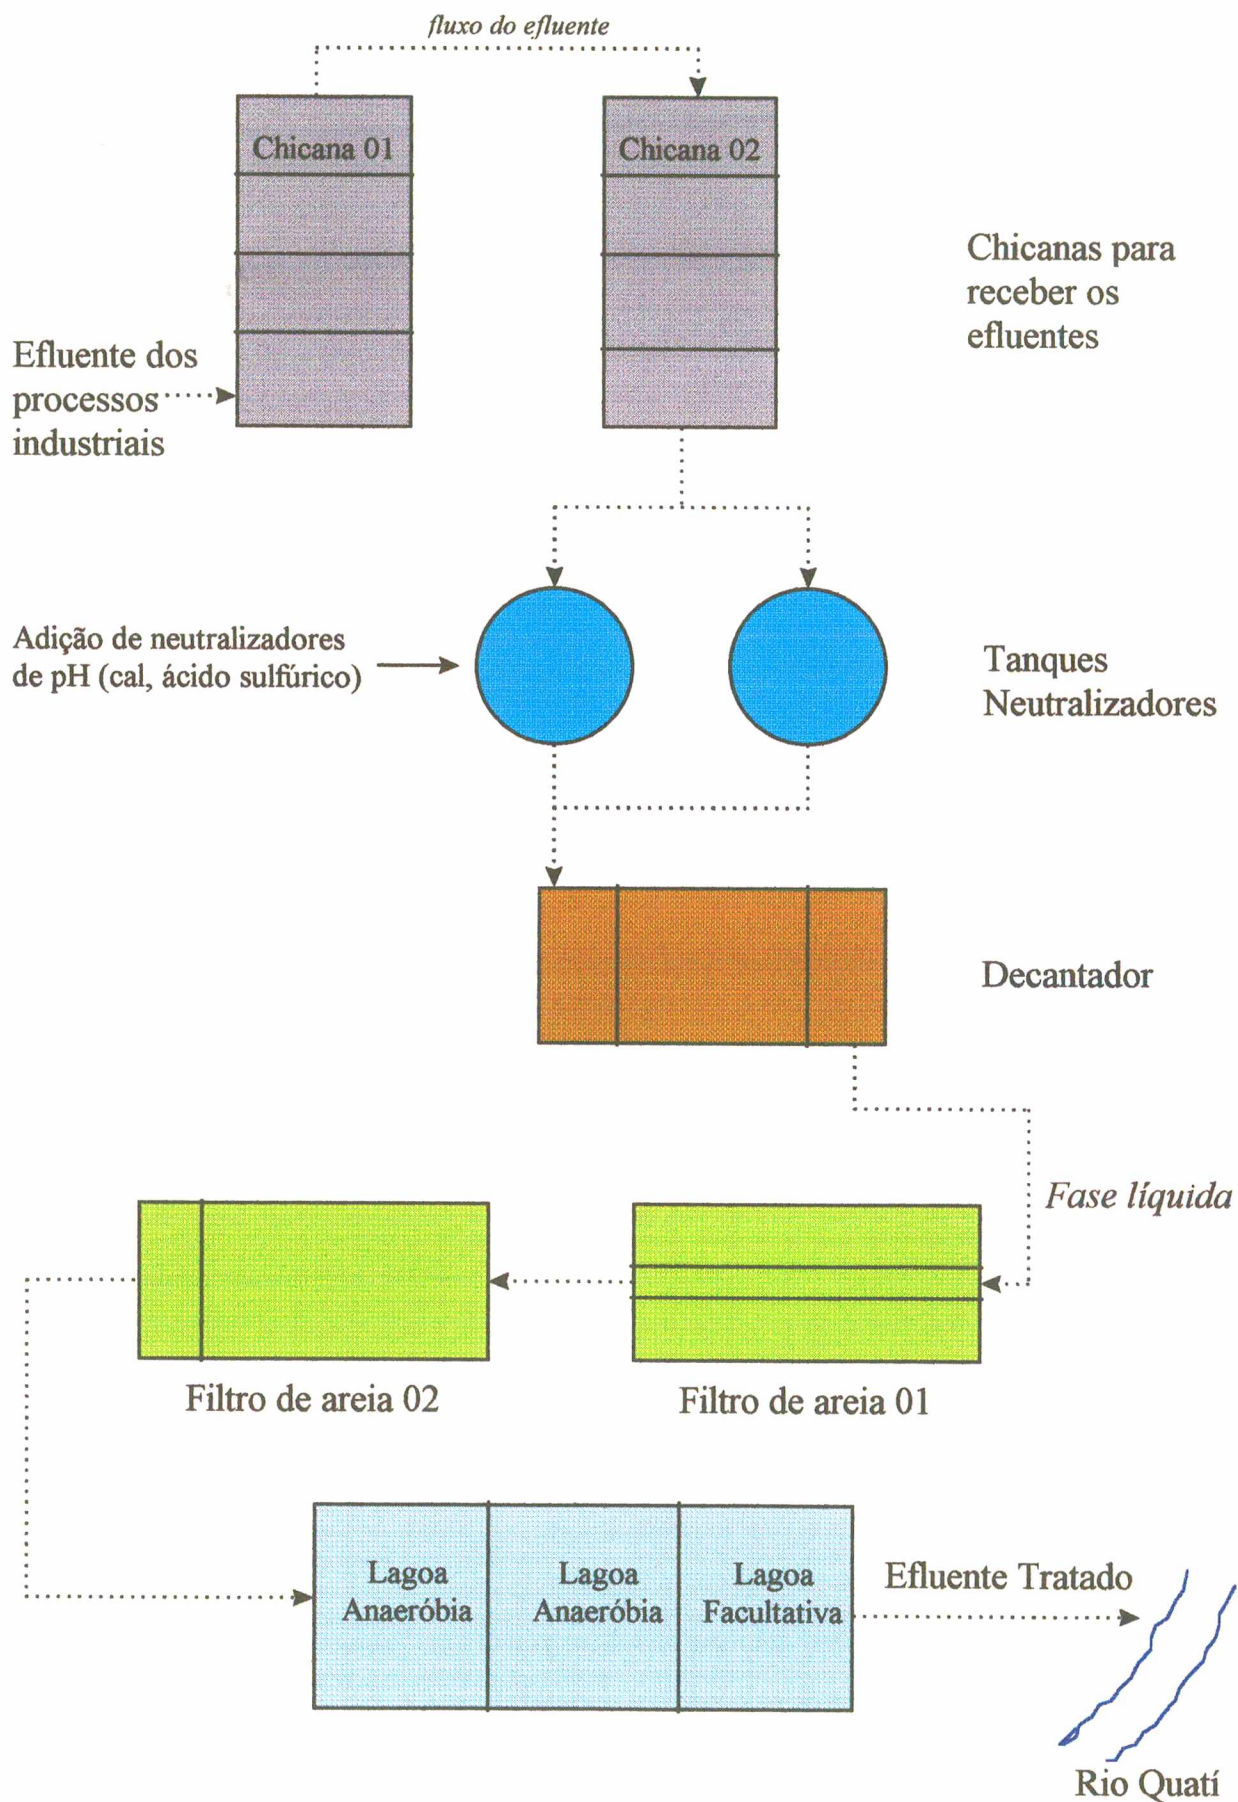 fluxo do efluente
Chicana 01
Chicana 02
Chicanas para
receber os
efluentes
Efluente dos
processos
industriais
Adição de neutralizadores
de pH (cal, ácido sulfúrico)
Tanques
Neutralizadores
Decantador
Fase líquida
Filtro de areia 02
Filtro de areia 01
Lagoa
Anaeróbia
Lagoa
Anaeróbia
Lagoa
Facultativa
Efluente Tratado
Rio Quatí